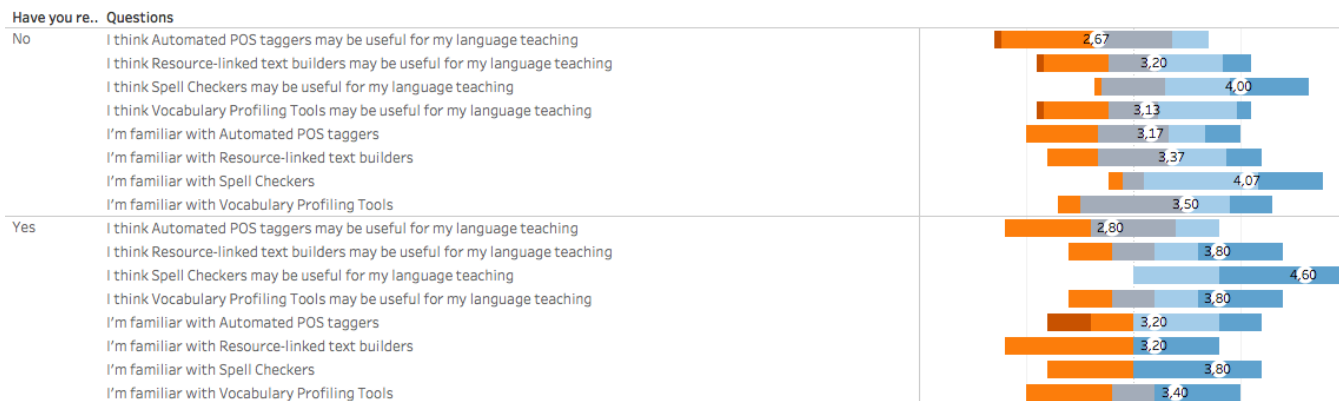 Have you re.. Questions
No I think Automated POS taggers may be useful for my language teaching 2,67
I think Resource-linked text builders may be useful for my language teaching 3,20
I think Spell Checkers may be useful for my language teaching 4,00
I think Vocabulary Profiling Tools may be useful for my language teaching 3,13
I'm familiar with Automated POS taggers 3,17
I'm familiar with Resource-linked text builders 3,37
I'm familiar with Spell Checkers 4,07
I'm familiar with Vocabulary Profiling Tools 3,50
Yes I think Automated POS taggers may be useful for my language teaching 2,80
I think Resource-linked text builders may be useful for my language teaching 3,80
I think Spell Checkers may be useful for my language teaching 4,60
I think Vocabulary Profiling Tools may be useful for my language teaching 3,80
I'm familiar with Automated POS taggers 3,20
I'm familiar with Resource-linked text builders 3,20
I'm familiar with Spell Checkers 3,80
I'm familiar with Vocabulary Profiling Tools 3,40